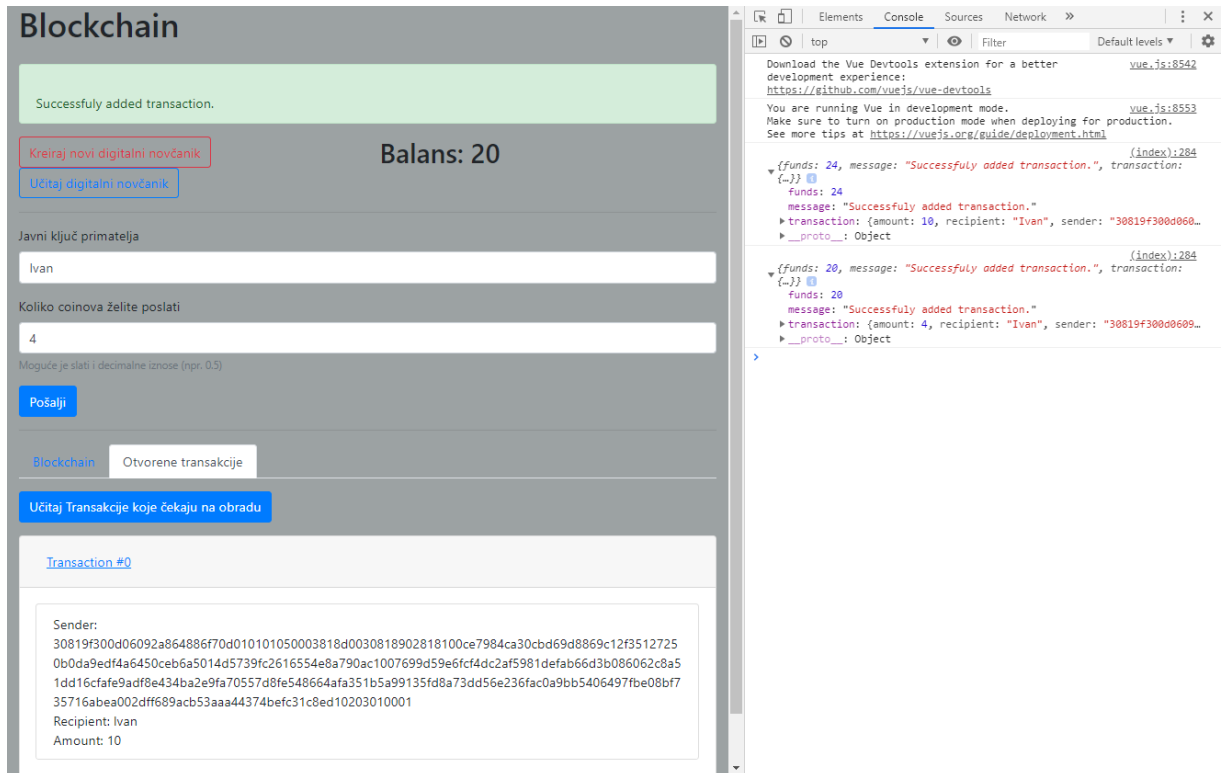 Blockchain
Successfuly added transaction.
Kreiraj novi digitalni novčanik
Učitaj digitalni novčanik
Balans: 20
Javni ključ primatelja
Ivan
Koliko coinova želite poslati
4
Moguće je slati i decimalne iznose (npr. 0.5)
Pošalji
Blockchain Otvorene transakcije
Učitaj Transakcije koje čekaju na obradu
Transaction #0
Sender:
30819f300d06092a864886f70d010101050003818d0030818902818100ce7984ca30cbd69d8869c12f3512725
0b0da9edf4a6450ceb6a5014d5739fc2616554e8a790ac1007699d59e6fcf4dc2af5981defab66d3b086062c8a5
1dd16cfafe9adf8e434ba2e9fa70557d8fe548664afa351b5a99135fd8a73dd56e236fac0a9bb5406497fbe08bf7
35716abea002dff689acb53aaa44374befc31c8ed10203010001
Recipient: Ivan
Amount: 10
Elements Console Sources Network »
top Filter Default levels ▼
Download the Vue Devtools extension for a better vue.js:8542
development experience:
https://github.com/vuejs/vue-devtools
You are running Vue in development mode. vue.js:8553
Make sure to turn on production mode when deploying for production.
See more tips at https://vuejs.org/guide/deployment.html
(index):284
{funds: 24, message: "Successfuly added transaction.", transaction:
{…}}
funds: 24
message: "Successfuly added transaction."
transaction: {amount: 10, recipient: "Ivan", sender: "30819f300d060…
__proto__: Object
(index):284
{funds: 20, message: "Successfuly added transaction.", transaction:
{…}}
funds: 20
message: "Successfuly added transaction."
transaction: {amount: 4, recipient: "Ivan", sender: "30819f300d0609…
__proto__: Object